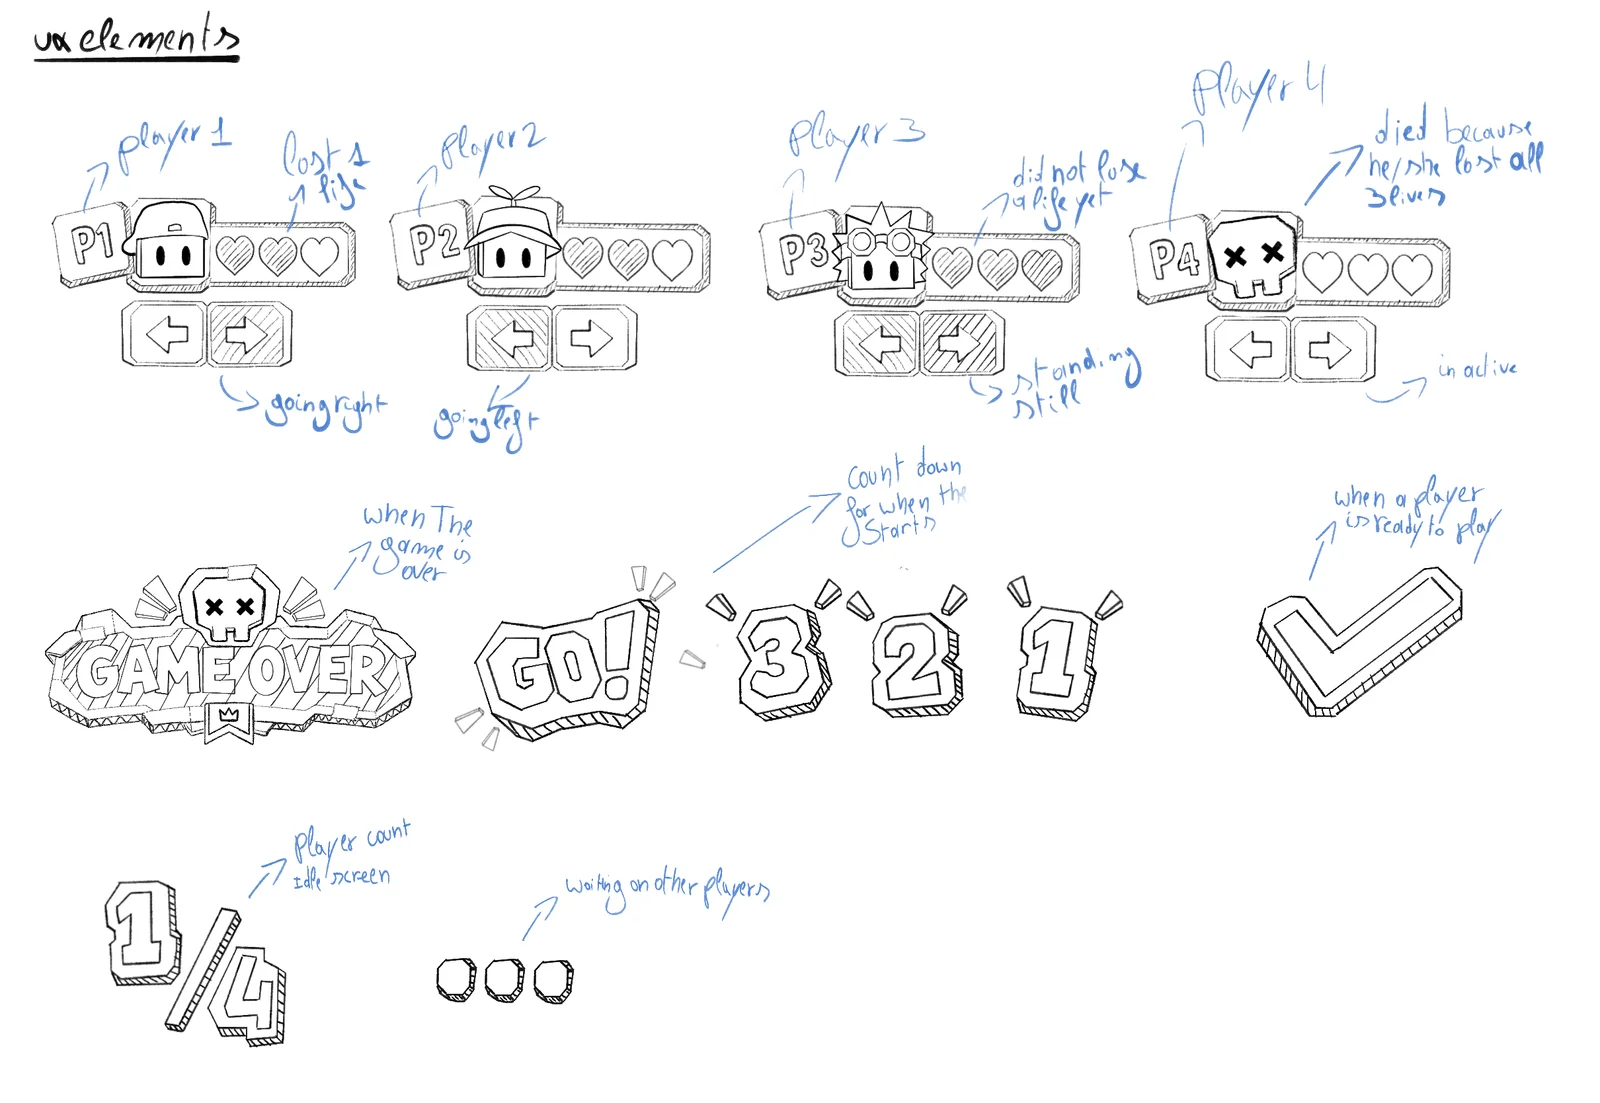 ux elements
player 1
lost 1
life
P1
going right
player 2
P2
going left
player 3
did not lose
a life yet
P3
standing
still
player 4
died because
he/she lost all
3 lives
P4
in active
when The
game is
over
GAME OVER
GO!
count down
for when the
Starts
3 2 1
when a player
is ready to play
Player count
Idle screen
1/4
waiting on other players